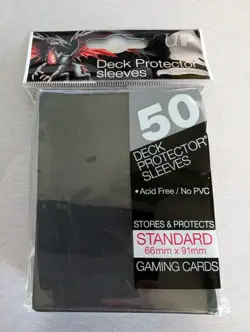 Deck Protector®
sleeves
50
DECK
PROTECTOR®
SLEEVES
• Acid Free / No PVC
STORES & PROTECTS
STANDARD
66mm x 91mm
GAMING CARDS